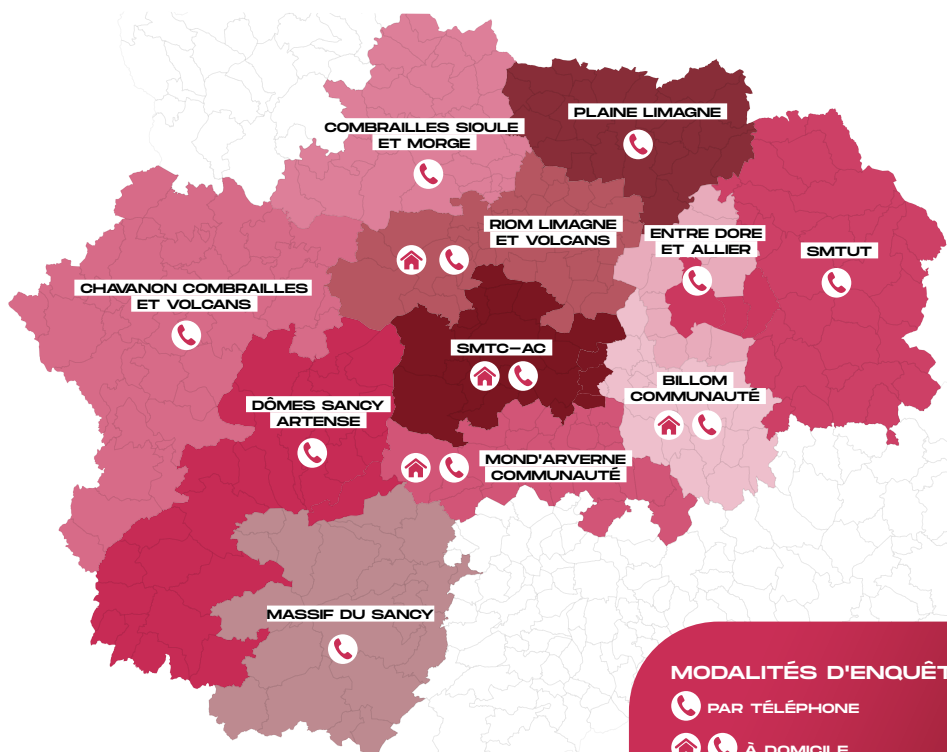 COMBRAILLES SIOULE
ET MORGE
PLAINE LIMAGNE
RIOM LIMAGNE
ET VOLCANS
ENTRE DORE
ET ALLIER
SMTUT
CHAVANON COMBRAILLES
ET VOLCANS
SMTC-AC
BILLOM
COMMUNAUTÉ
DÔMES SANCY
ARTENSE
MOND'ARVERNE
COMMUNAUTÉ
MASSIF DU SANCY
MODALITÉS D'ENQUÊT
PAR TÉLÉPHONE
À DOMICILE